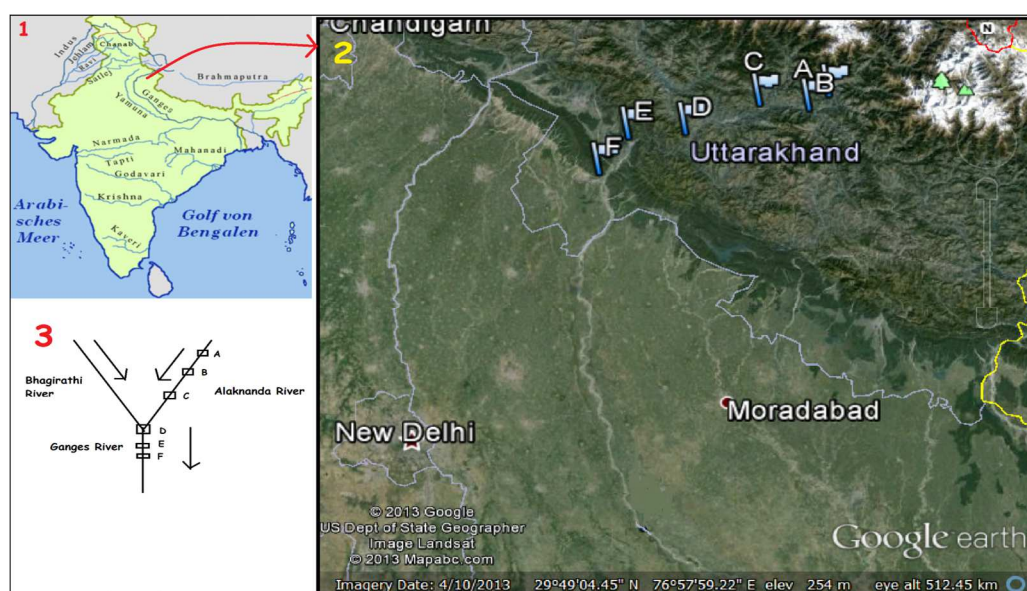 1
Indus
Jehlam
Chanab
Ravi
Satlej
Brahmaputra
Ganges
Yamuna
Narmada
Tapti
Mahanadi
Godavari
Krishna
Kaveri
Arabi-
sches
Meer
Golf von
Bengalen
2
Chandigarh
N
C
A
B
E
D
F
Uttarakhand
Moradabad
New Delhi
© 2013 Google
US Dept of State Geographer
Image Landsat
© 2013 Mapabc.com
Google earth
Imagery Date: 4/10/2013 29°49'04.45" N 76°57'59.22" E elev 254 m eye alt 512.45 km
3
A
B
Bhagirathi
River
Alaknanda River
C
D
Ganges River
E
F